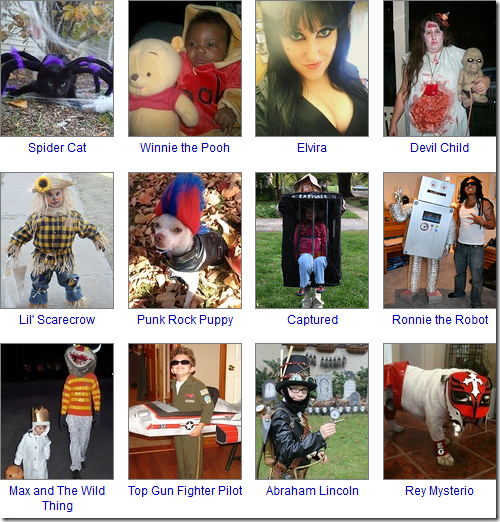 Spider Cat
Winnie the Pooh
Elvira
Devil Child
CAPTURED
Lil' Scarecrow
Punk Rock Puppy
Captured
Ronnie the Robot
Max and The Wild
Thing
Top Gun Fighter Pilot
Abraham Lincoln
Rey Mysterio